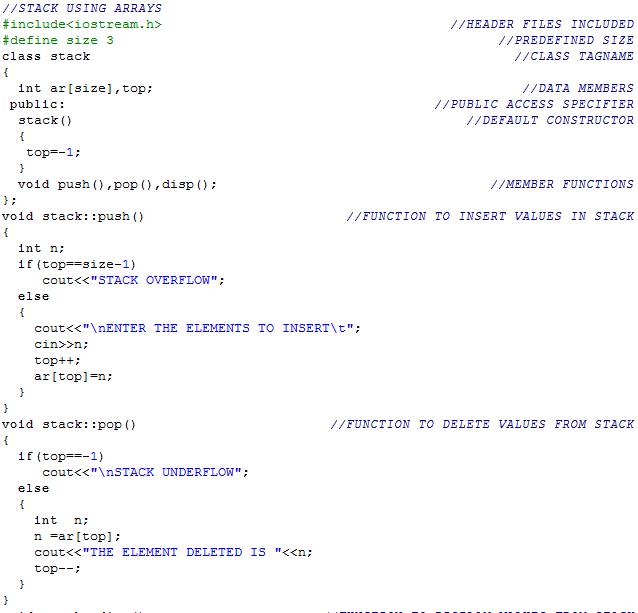 //STACK USING ARRAYS
#include<iostream.h> //HEADER FILES INCLUDED
#define size 3 //PREDEFINED SIZE
class stack //CLASS TAGNAME
{
int ar[size],top; //DATA MEMBERS
public: //PUBLIC ACCESS SPECIFIER
stack() //DEFAULT CONSTRUCTOR
{
top=-1;
}
void push(),pop(),disp(); //MEMBER FUNCTIONS
};
void stack::push() //FUNCTION TO INSERT VALUES IN STACK
{
int n;
if(top==size-1)
cout<<"STACK OVERFLOW";
else
{
cout<<"\nENTER THE ELEMENTS TO INSERT\t";
cin>>n;
top++;
ar[top]=n;
}
}
void stack::pop() //FUNCTION TO DELETE VALUES FROM STACK
{
if(top==-1)
cout<<"\nSTACK UNDERFLOW";
else
{
int  n;
n =ar[top];
cout<<"THE ELEMENT DELETED IS "<<n;
top--;
}
}